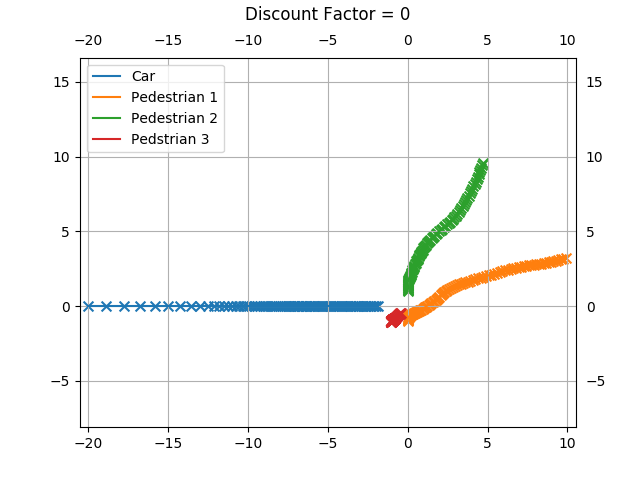 Discount Factor = 0
−20 −15 −10 −5 0 5 10
Car
Pedestrian 1
Pedestrian 2
Pedstrian 3
15 15
10 10
5 5
0 0
−5 −5
−20 −15 −10 −5 0 5 10